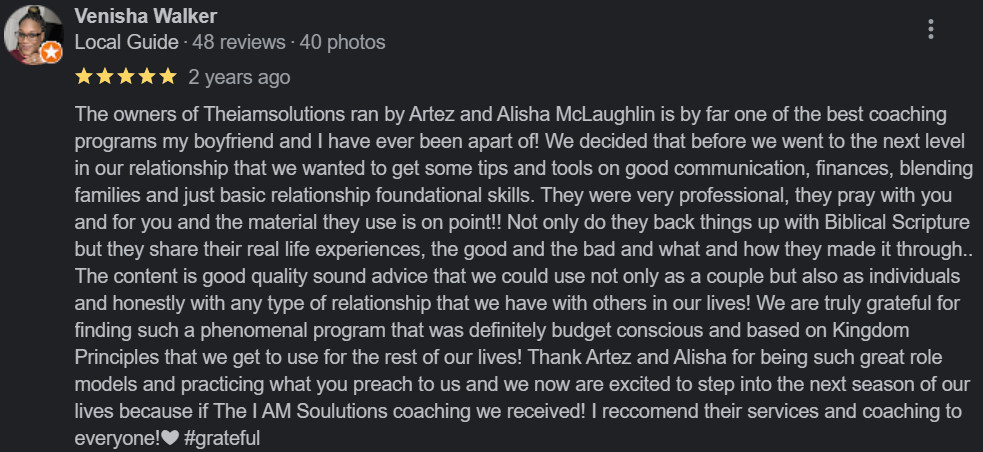 Venisha Walker
Local Guide · 48 reviews · 40 photos
2 years ago
The owners of Theiamsolutions ran by Artez and Alisha McLaughlin is by far one of the best coaching
programs my boyfriend and I have ever been apart of! We decided that before we went to the next level
in our relationship that we wanted to get some tips and tools on good communication, finances, blending
families and just basic relationship foundational skills. They were very professional, they pray with you
and for you and the material they use is on point!! Not only do they back things up with Biblical Scripture
but they share their real life experiences, the good and the bad and what and how they made it through..
The content is good quality sound advice that we could use not only as a couple but also as individuals
and honestly with any type of relationship that we have with others in our lives! We are truly grateful for
finding such a phenomenal program that was definitely budget conscious and based on Kingdom
Principles that we get to use for the rest of our lives! Thank Artez and Alisha for being such great role
models and practicing what you preach to us and we now are excited to step into the next season of our
lives because if The I AM Soulutions coaching we received! I reccomend their services and coaching to
everyone!🖤 #grateful